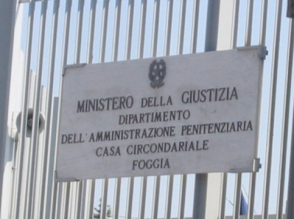 MINISTERO DELLA GIUSTIZIA
DIPARTIMENTO
DELL'AMMINISTRAZIONE PENITENZIARIA
CASA CIRCONDARIALE
FOGGIA